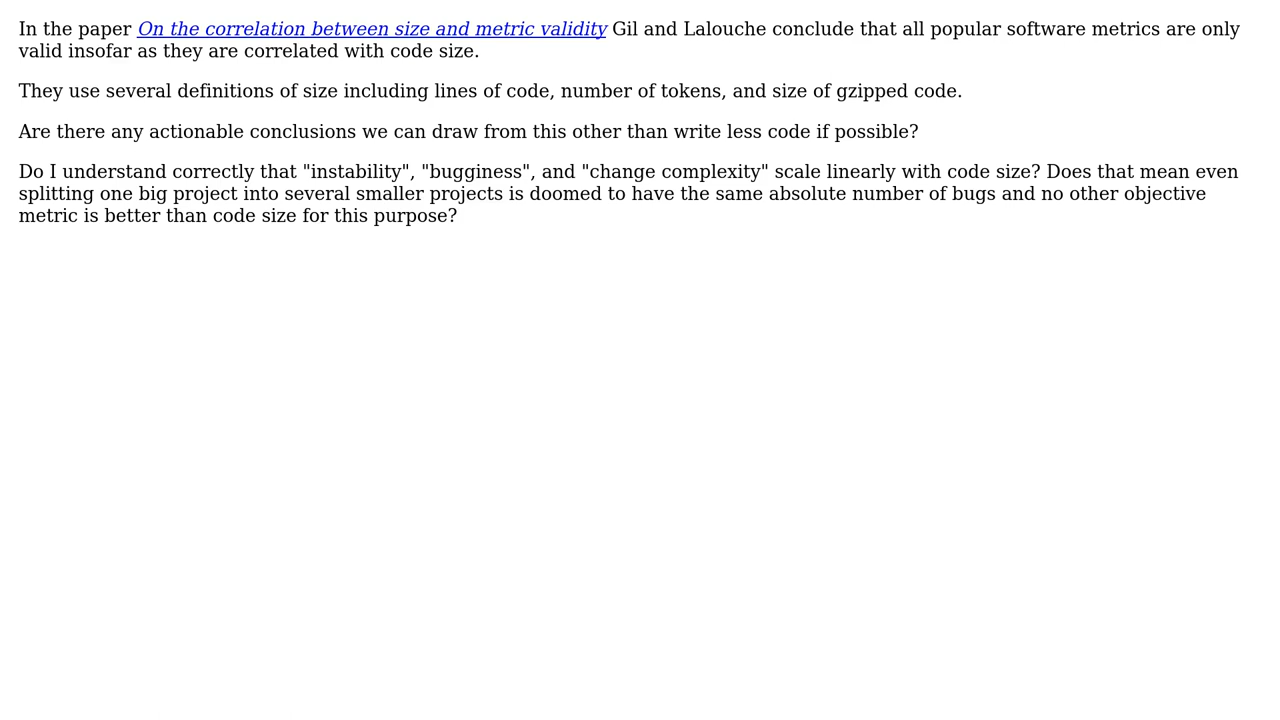 In the paper On the correlation between size and metric validity Gil and Lalouche conclude that all popular software metrics are only
valid insofar as they are correlated with code size.
They use several definitions of size including lines of code, number of tokens, and size of gzipped code.
Are there any actionable conclusions we can draw from this other than write less code if possible?
Do I understand correctly that "instability", "bugginess", and "change complexity" scale linearly with code size? Does that mean even
splitting one big project into several smaller projects is doomed to have the same absolute number of bugs and no other objective
metric is better than code size for this purpose?